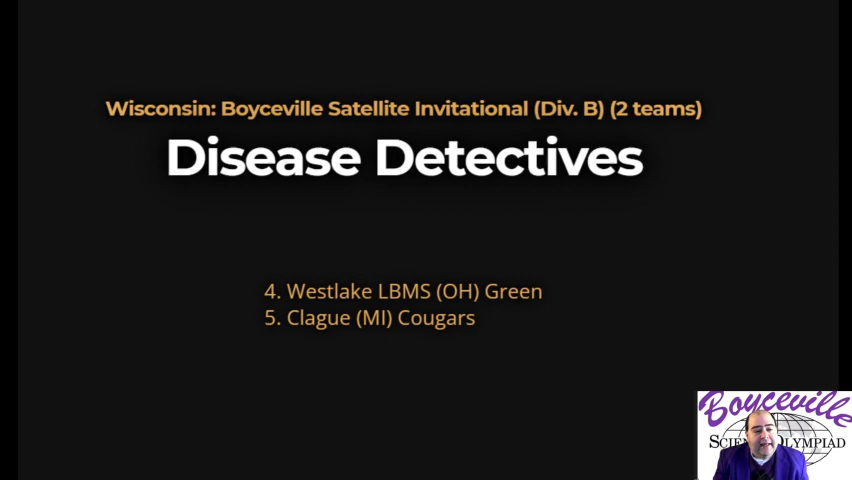 Wisconsin: Boyceville Satellite Invitational (Div. B) (2 teams)
Disease Detectives
4. Westlake LBMS (OH) Green
5. Clague (MI) Cougars
Boyceville